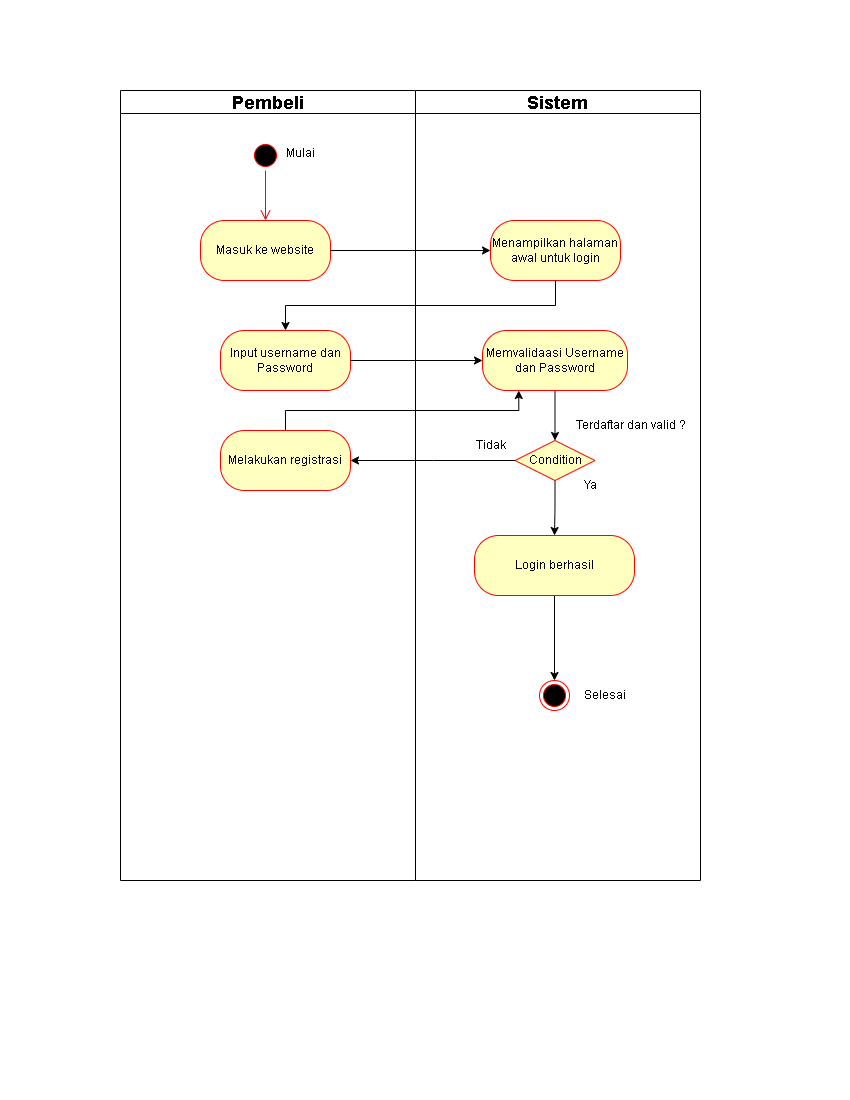 Pembeli
Sistem
Mulai
Masuk ke website
Menampilkan halaman
awal untuk login
Input username dan
Password
Memvalidaasi Username
dan Password
Terdaftar dan valid ?
Tidak
Melakukan registrasi
Condition
Ya
Login berhasil
Selesai